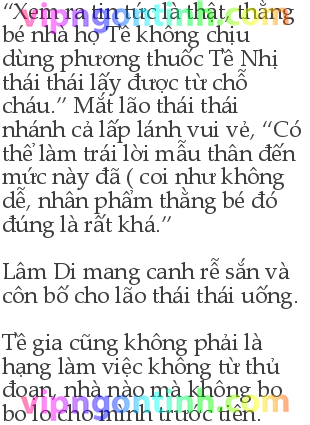 “Xem ra tin tức là thật, thằng
bé nhà họ Tề không chịu
dùng phương thuốc Tề Nhị
thái thái lấy được từ chỗ
cháu.” Mắt lão thái thái
nhánh cả lấp lánh vui vẻ, “Có
thể làm trái lời mẫu thân đến
mức này đã ( coi như không
dễ, nhân phẩm thằng bé đó
đúng là rất khá.”
Lâm Di mang canh rễ sắn và
côn bố cho lão thái thái uống.
Tề gia cũng không phải là
hạng làm việc không từ thủ
đoạn, nhà nào mà không bo
bo lo cho mình trước tiên.
vipngontinh.com
vipngontinh.com